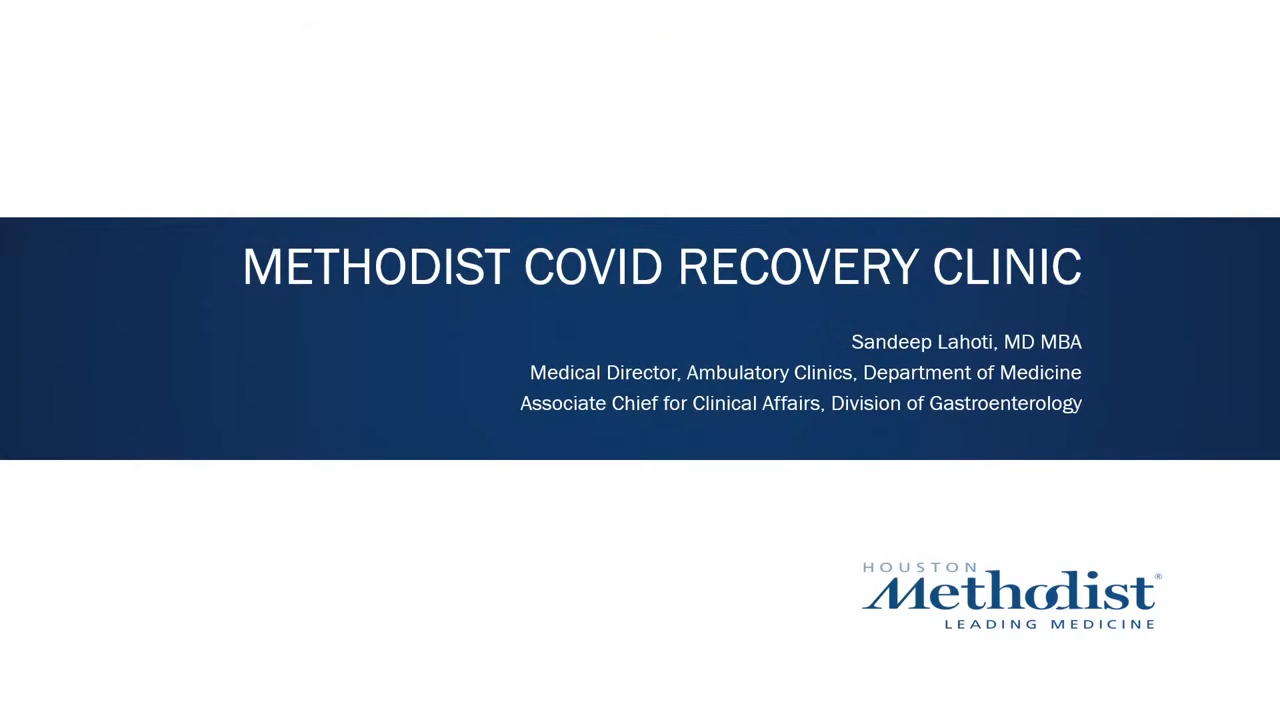 METHODIST COVID RECOVERY CLINIC
Sandeep Lahoti, MD MBA
Medical Director, Ambulatory Clinics, Department of Medicine
Associate Chief for Clinical Affairs, Division of Gastroenterology
HOUSTON
Methodist®
LEADING MEDICINE